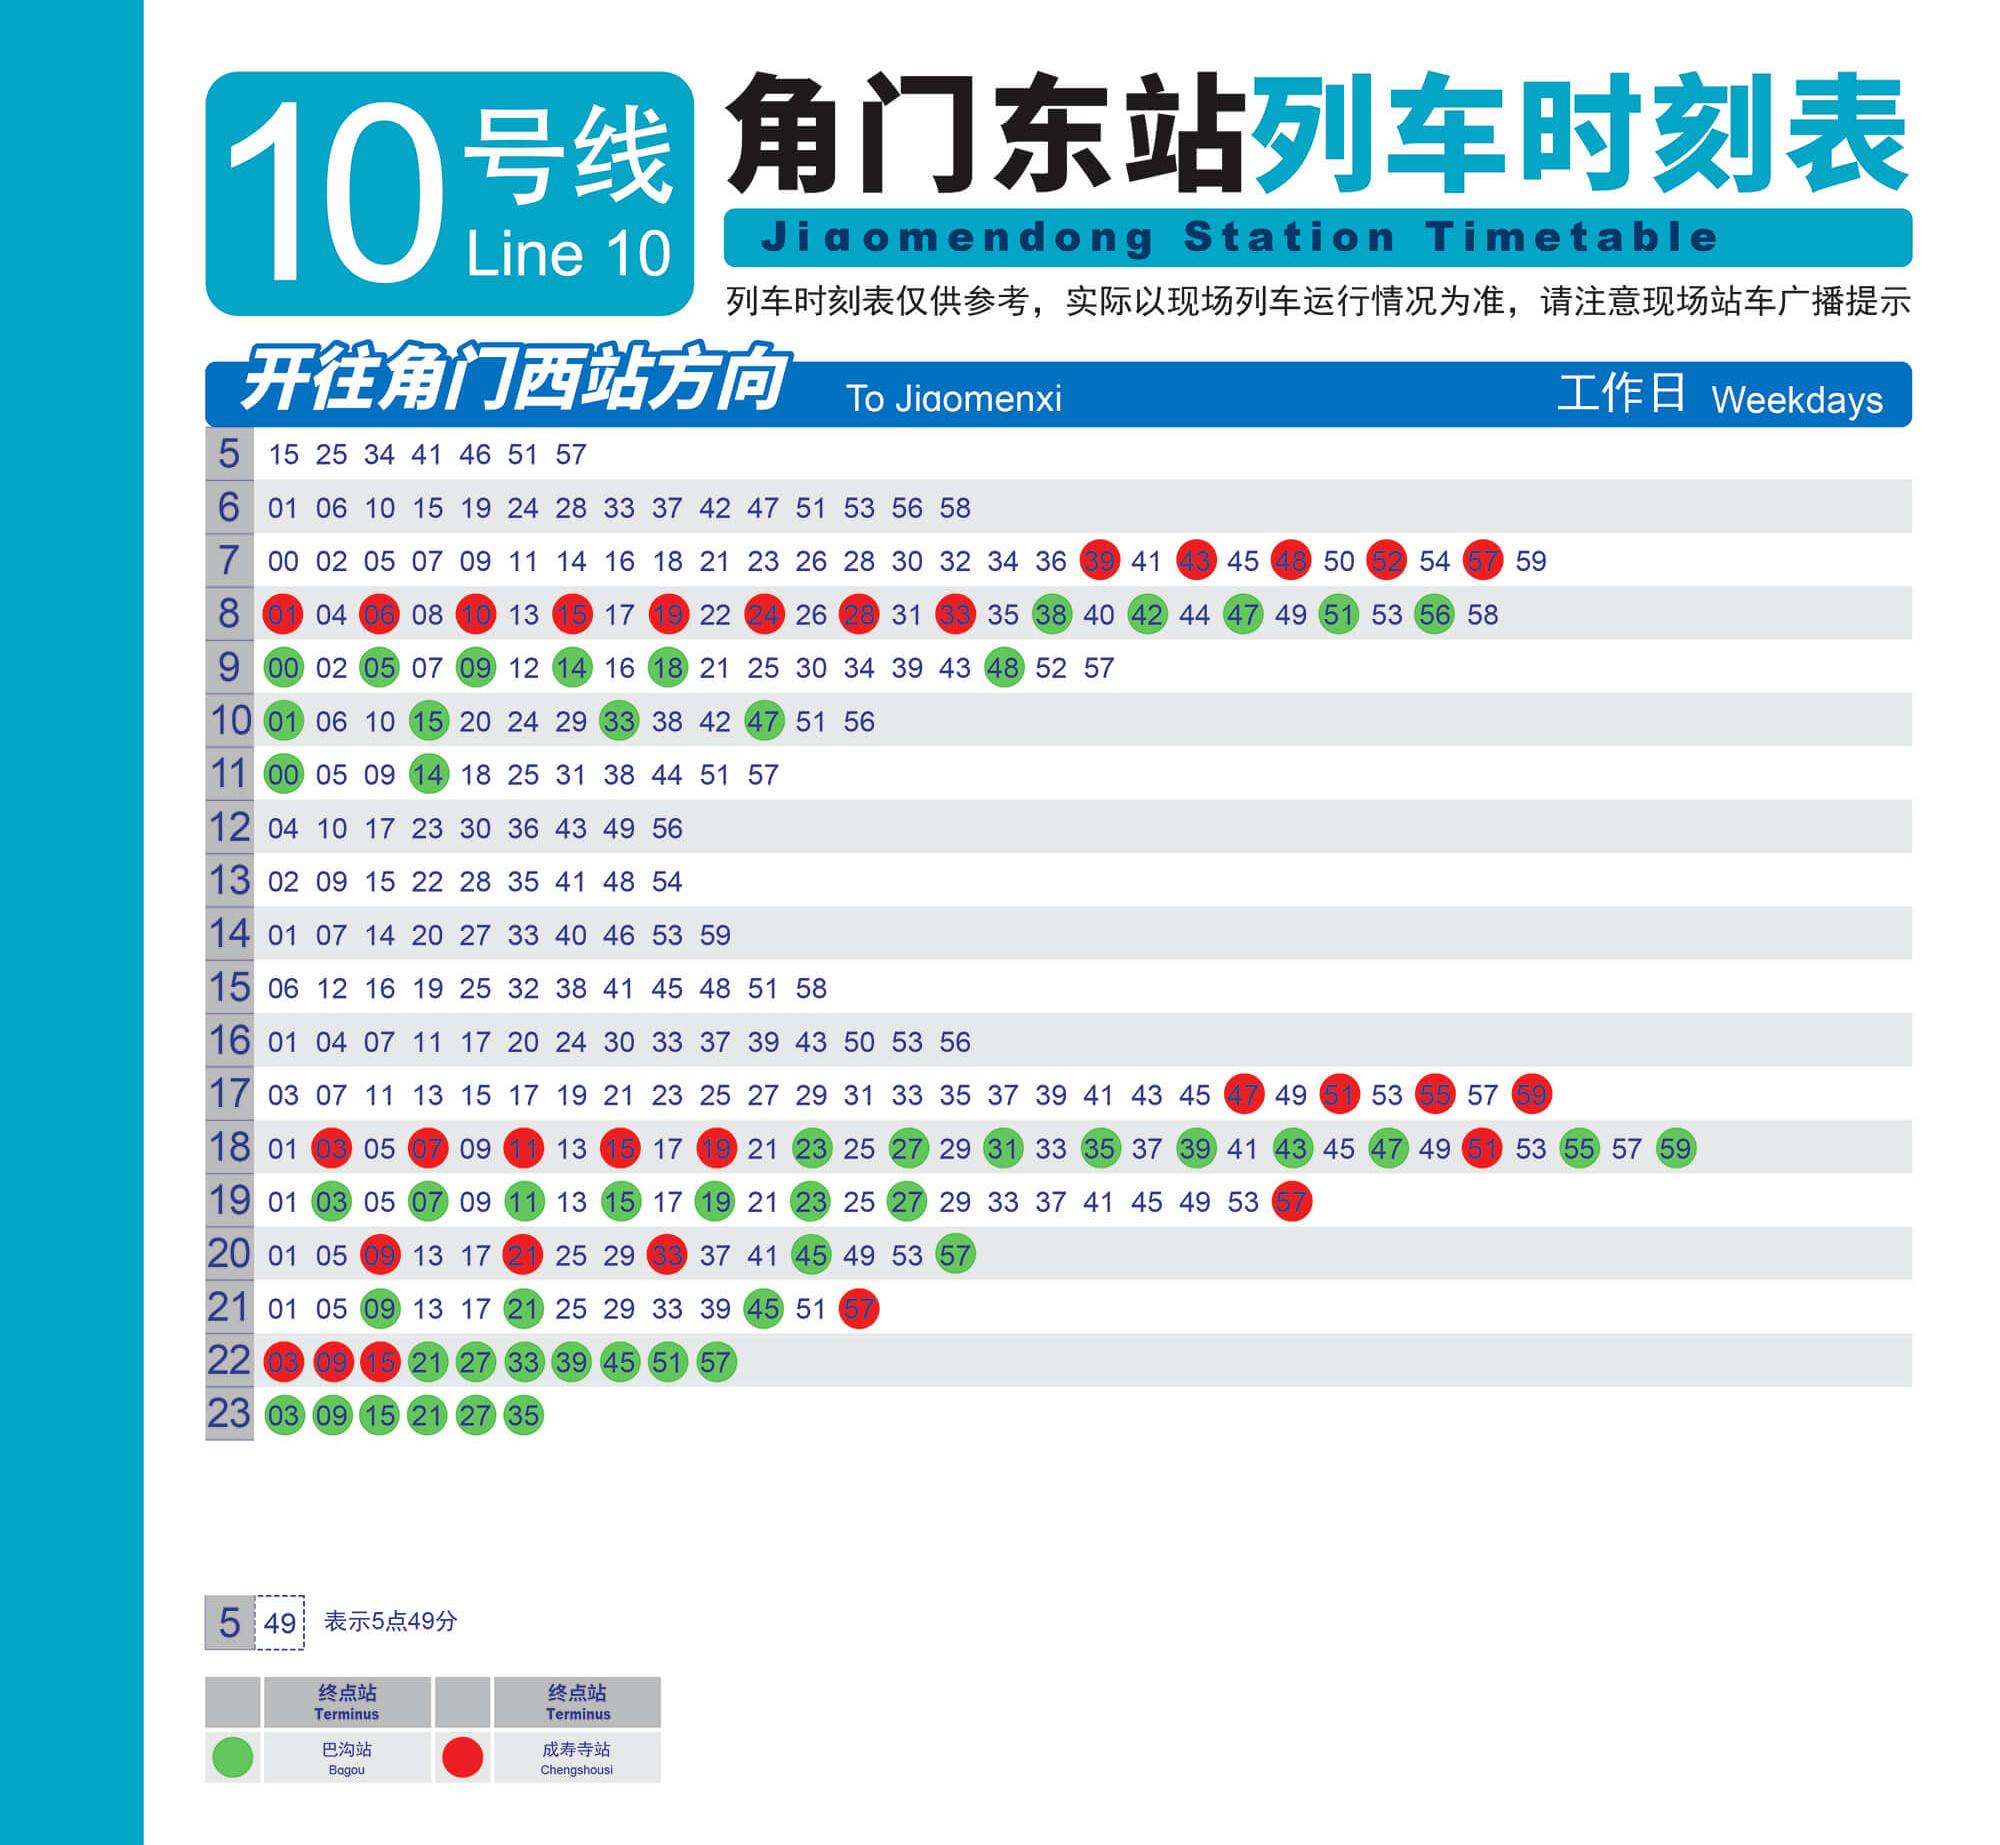 10号线
Line 10
角门东站列车时刻表
Jiaomendong Station Timetable
列车时刻表仅供参考，实际以现场列车运行情况为准，请注意现场站车广播提示
开往角门西站方向 To Jiaomenxi 工作日 Weekdays
5 15 25 34 41 46 51 57
6 01 06 10 15 19 24 28 33 37 42 47 51 53 56 58
7 00 02 05 07 09 11 14 16 18 21 23 26 28 30 32 34 36 39 41 43 45 48 50 52 54 57 59
8 01 04 06 08 10 13 15 17 19 22 24 26 28 31 33 35 38 40 42 44 47 49 51 53 56 58
9 00 02 05 07 09 12 14 16 18 21 25 30 34 39 43 48 52 57
10 01 06 10 15 20 24 29 33 38 42 47 51 56
11 00 05 09 14 18 25 31 38 44 51 57
12 04 10 17 23 30 36 43 49 56
13 02 09 15 22 28 35 41 48 54
14 01 07 14 20 27 33 40 46 53 59
15 06 12 16 19 25 32 38 41 45 48 51 58
16 01 04 07 11 17 20 24 30 33 37 39 43 50 53 56
17 03 07 11 13 15 17 19 21 23 25 27 29 31 33 35 37 39 41 43 45 47 49 51 53 55 57 59
18 01 03 05 07 09 11 13 15 17 19 21 23 25 27 29 31 33 35 37 39 41 43 45 47 49 51 53 55 57 59
19 01 03 05 07 09 11 13 15 17 19 21 23 25 27 29 33 37 41 45 49 53 57
20 01 05 09 13 17 21 25 29 33 37 41 45 49 53 57
21 01 05 09 13 17 21 25 29 33 39 45 51 57
22 03 09 15 21 27 33 39 45 51 57
23 03 09 15 21 27 35
5 49 表示5点49分
终点站 终点站
Terminus Terminus
巴沟站 成寿寺站
Bagou Chengshousi